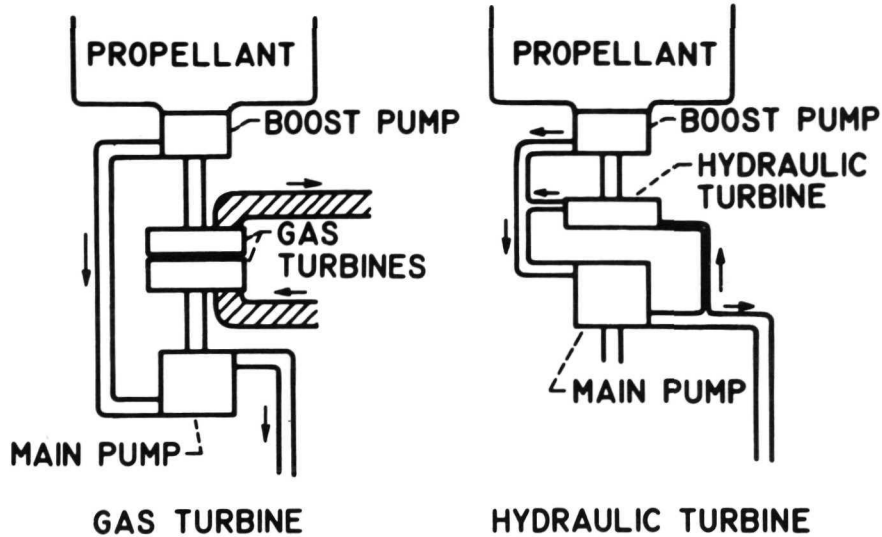 PROPELLANT
BOOST PUMP
GAS
TURBINES
MAIN PUMP
GAS TURBINE
PROPELLANT
BOOST PUMP
HYDRAULIC
TURBINE
MAIN PUMP
HYDRAULIC TURBINE